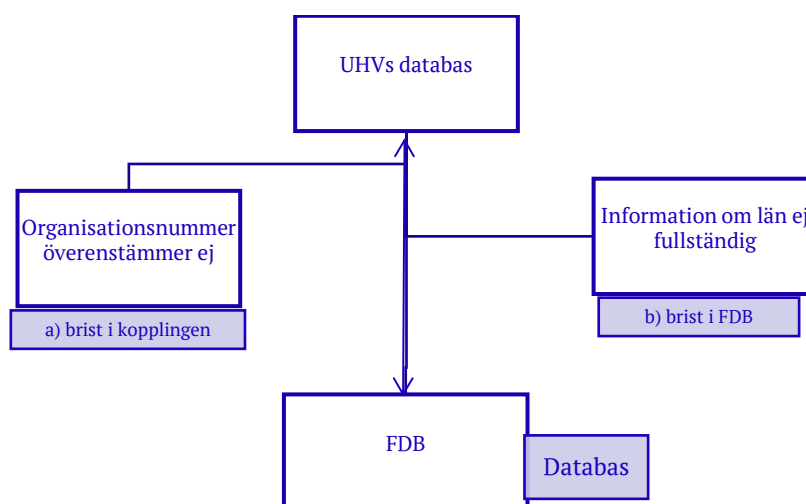 UHVs databas
Organisationsnummer
överenstämmer ej
a) brist i kopplingen
Information om län ej
fullständig
b) brist i FDB
FDB
Databas